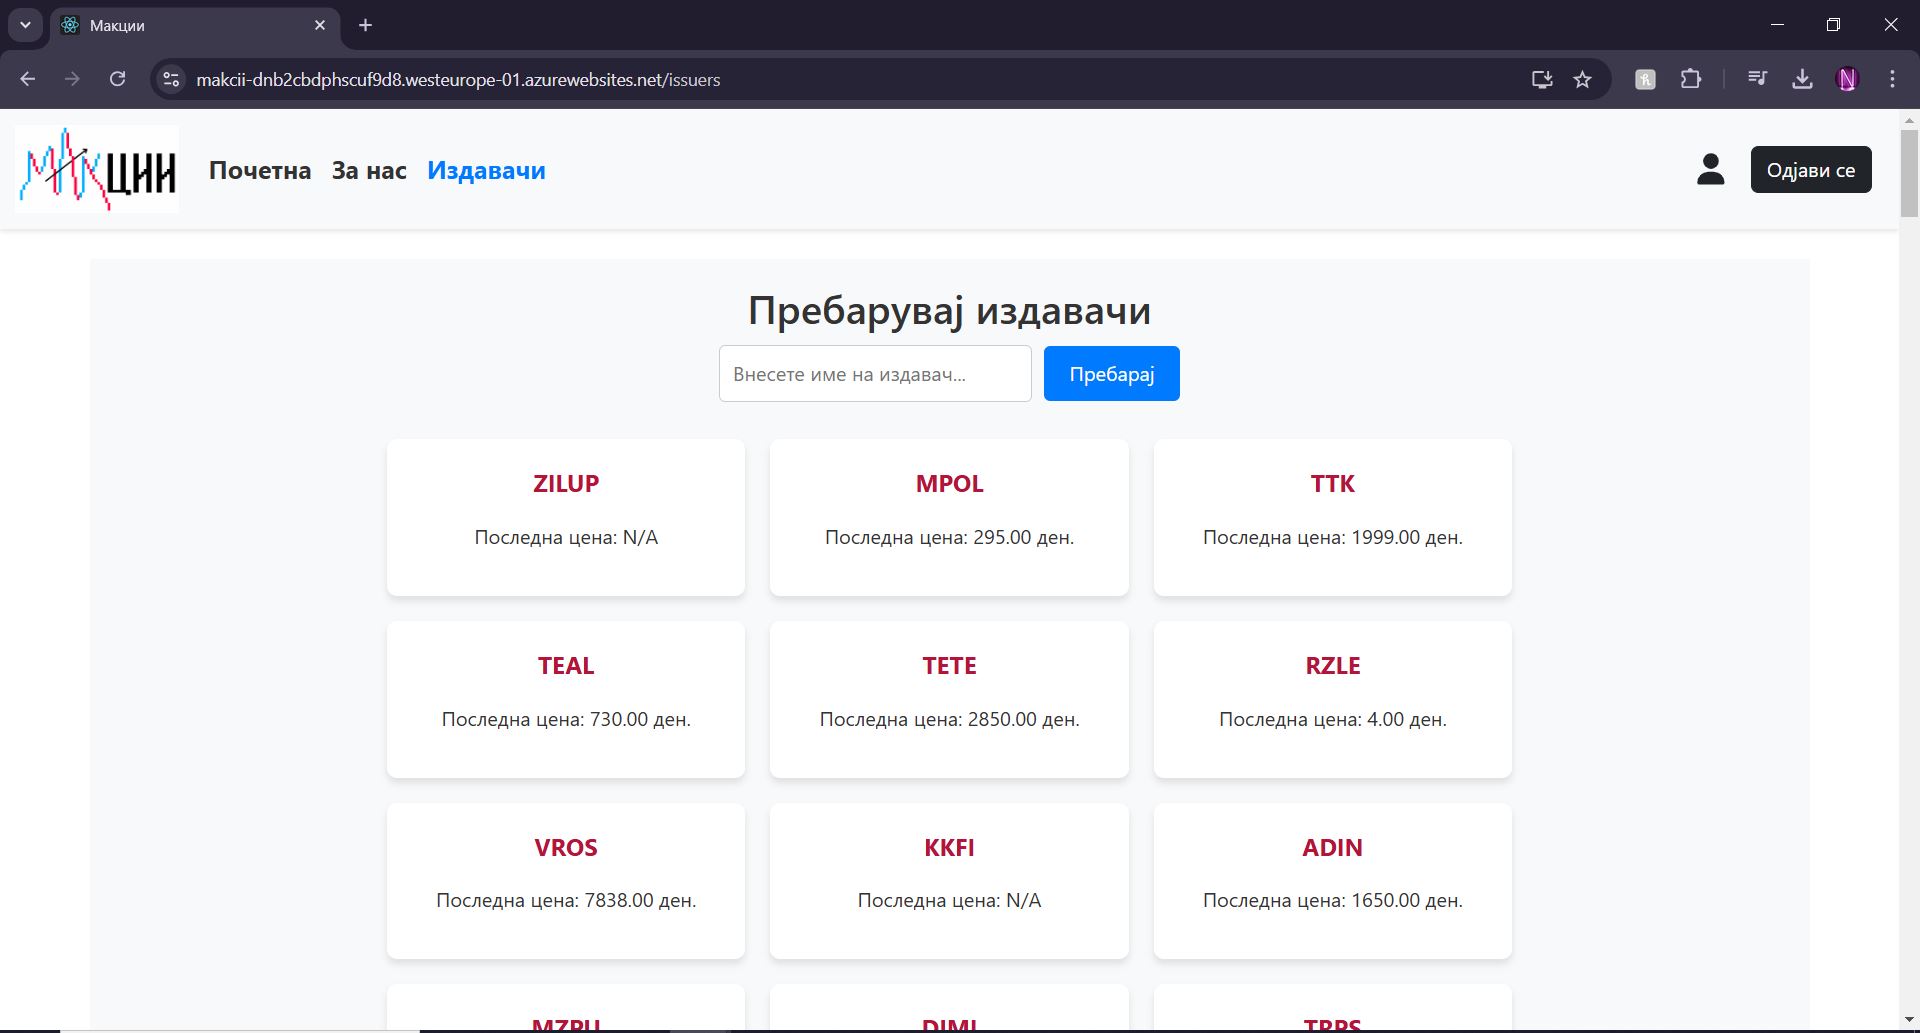 Макции
makcii-dnb2cbdphscuf9d8.westeurope-01.azurewebsites.net/issuers
МАКЦИИ
Почетна За нас Издавачи
Одјави се
Пребарувај издавачи
Внесете име на издавач... Пребарај
ZILUP MPOL TTK
Последна цена: N/A Последна цена: 295.00 ден. Последна цена: 1999.00 ден.
TEAL TETE RZLE
Последна цена: 730.00 ден. Последна цена: 2850.00 ден. Последна цена: 4.00 ден.
VROS KKFI ADIN
Последна цена: 7838.00 ден. Последна цена: N/A Последна цена: 1650.00 ден.